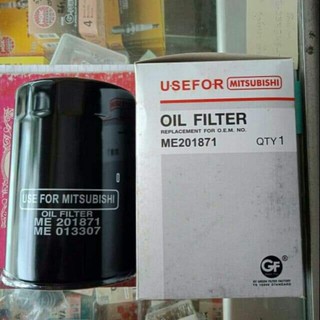 USE FOR MITSUBISHI
OIL FILTER
ME 201871
ME 013307
USEFOR MITSUBISHI
OIL FILTER
REPLACEMENT FOR O.E.M. NO.
ME201871 QTY 1
GF